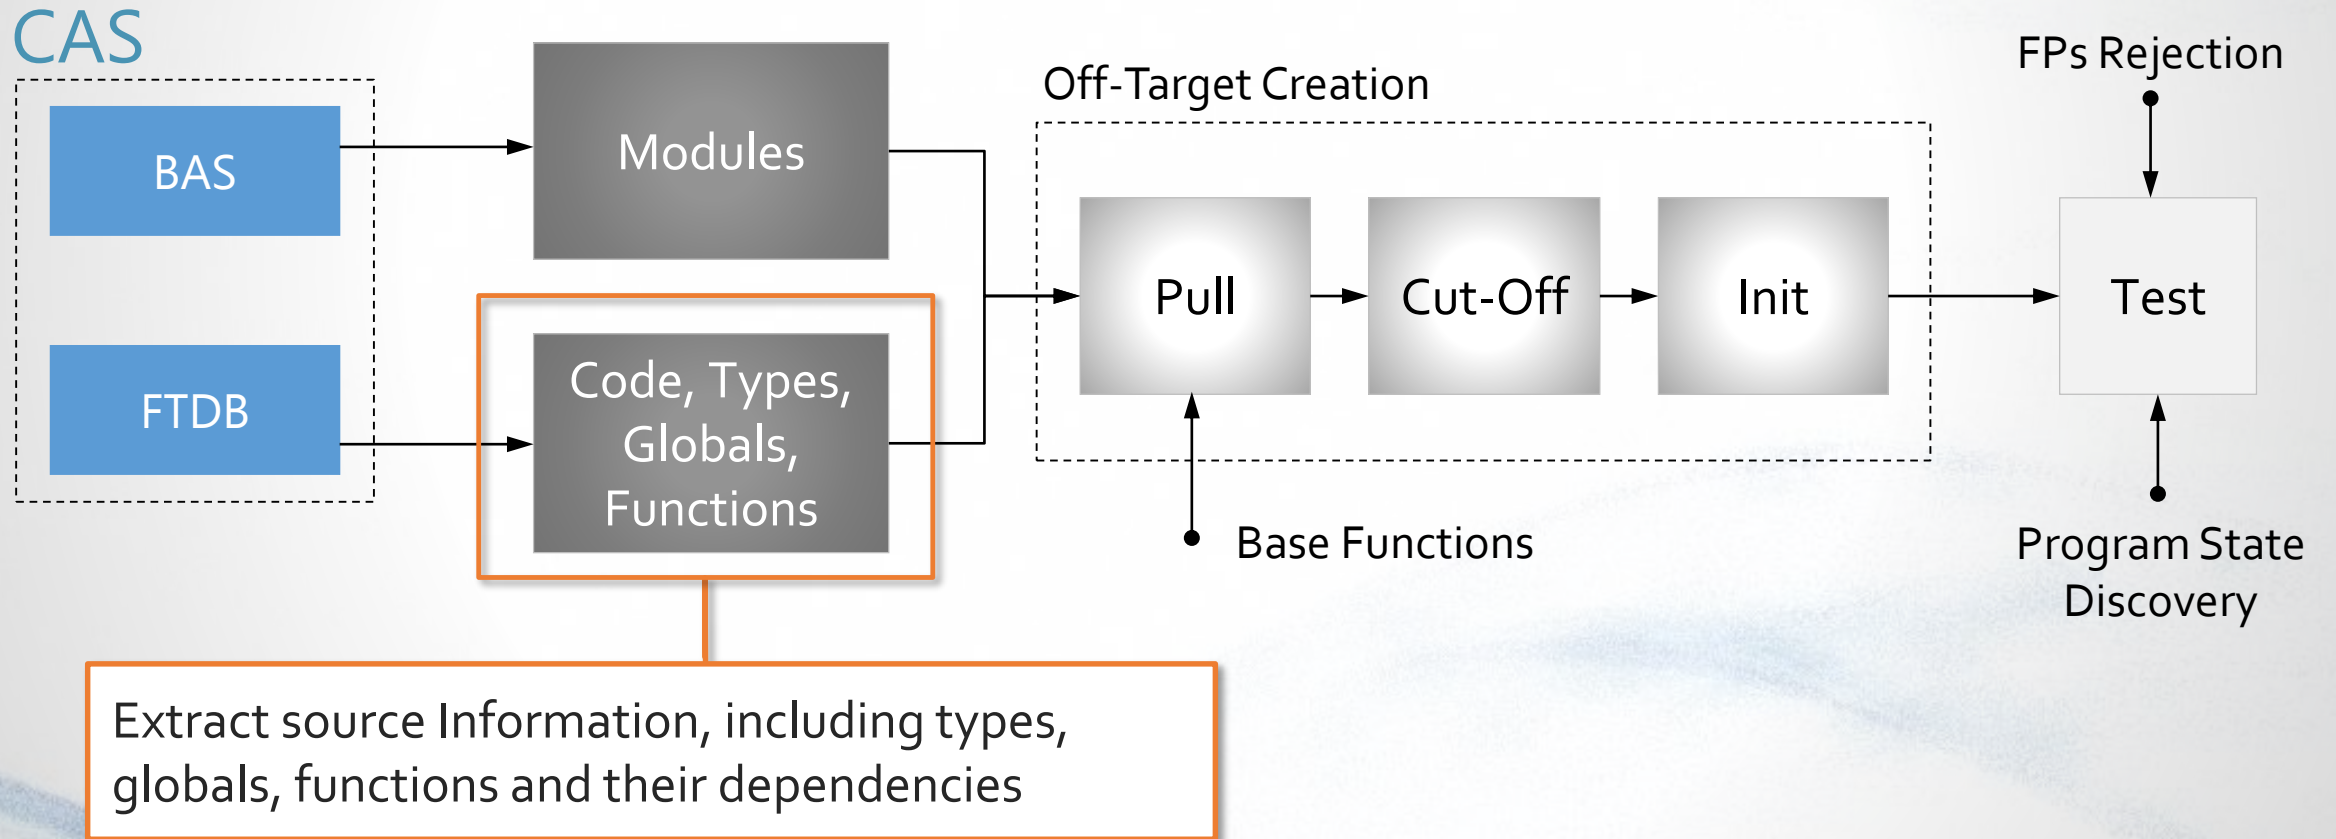 CAS
BAS
FTDB
Modules
Code, Types,
Globals,
Functions
Off-Target Creation
Pull
Cut-Off
Init
Base Functions
FPs Rejection
Test
Program State
Discovery
Extract source Information, including types,
globals, functions and their dependencies